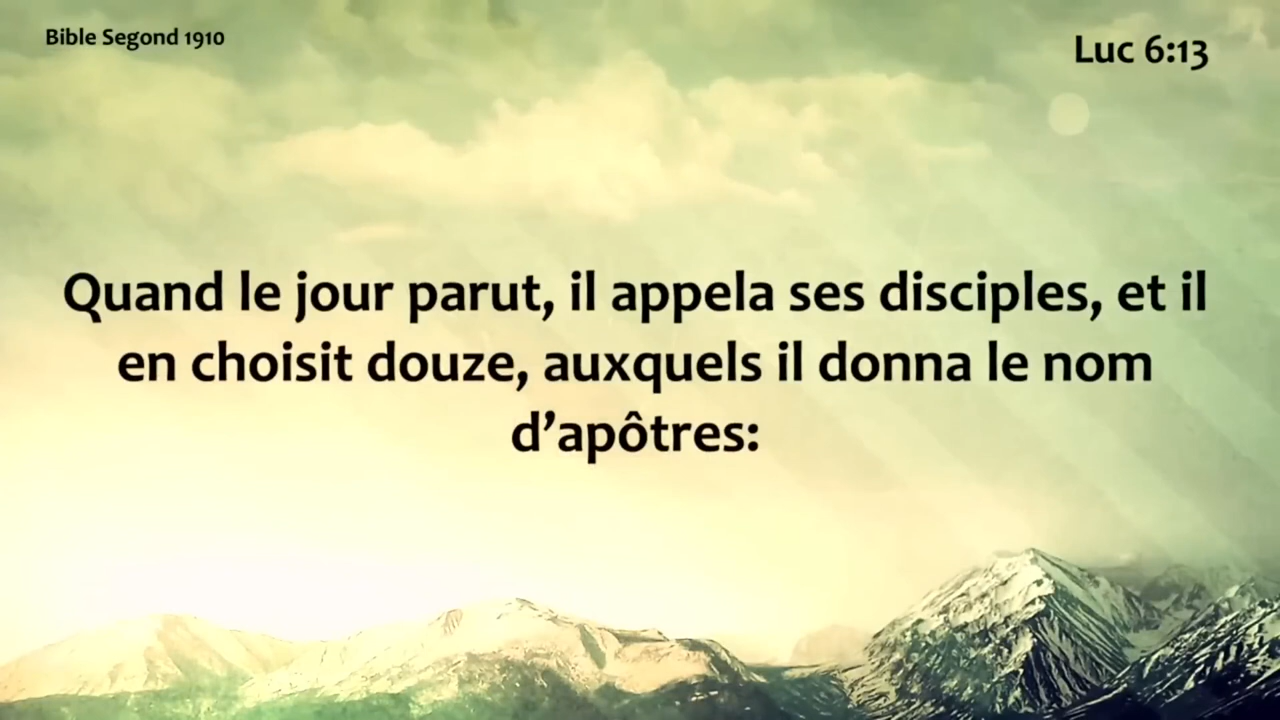 Bible Segond 1910
Luc 6:13
Quand le jour parut, il appela ses disciples, et il
en choisit douze, auxquels il donna le nom
d’apôtres: